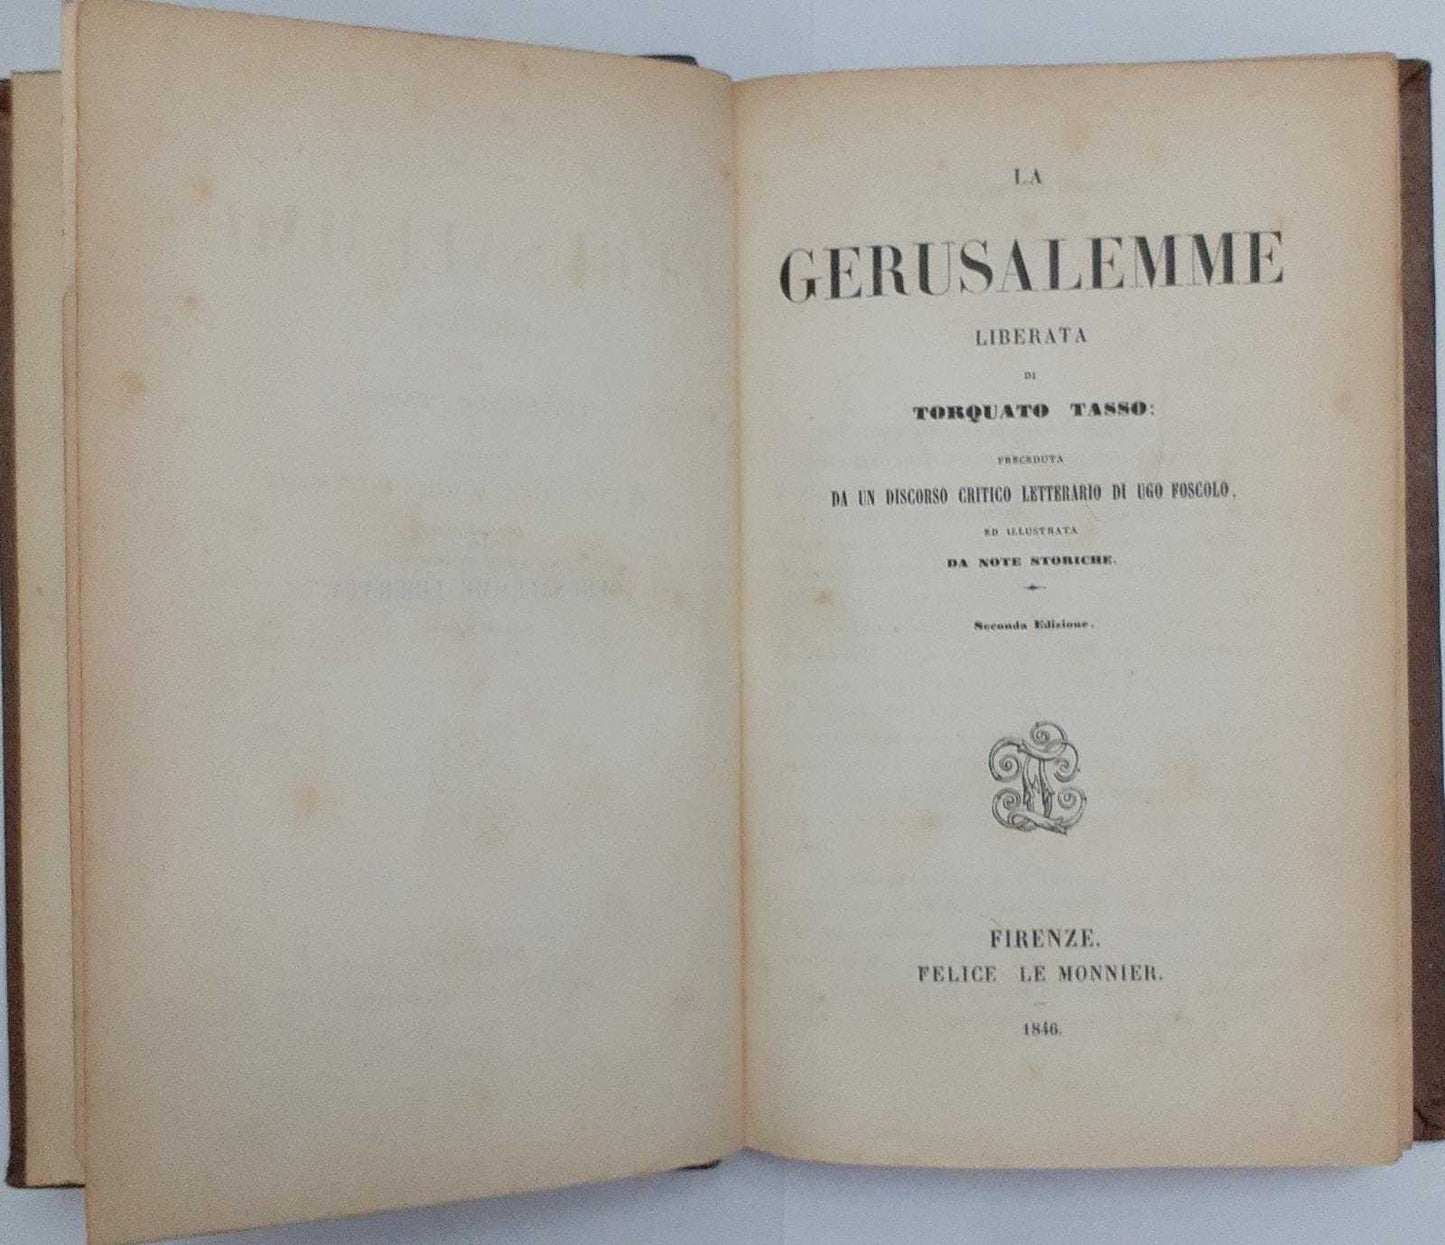 LA
GERUSALEMME
LIBERATA
DI
TORQUATO TASSO:
PRECEDUTA
DA UN DISCORSO CRITICO LETTERARIO DI UGO FOSCOLO,
ED ILLUSTRATA
DA NOTE STORICHE.
Seconda Edizione.
FIRENZE.
FELICE LE MONNIER.
1846.